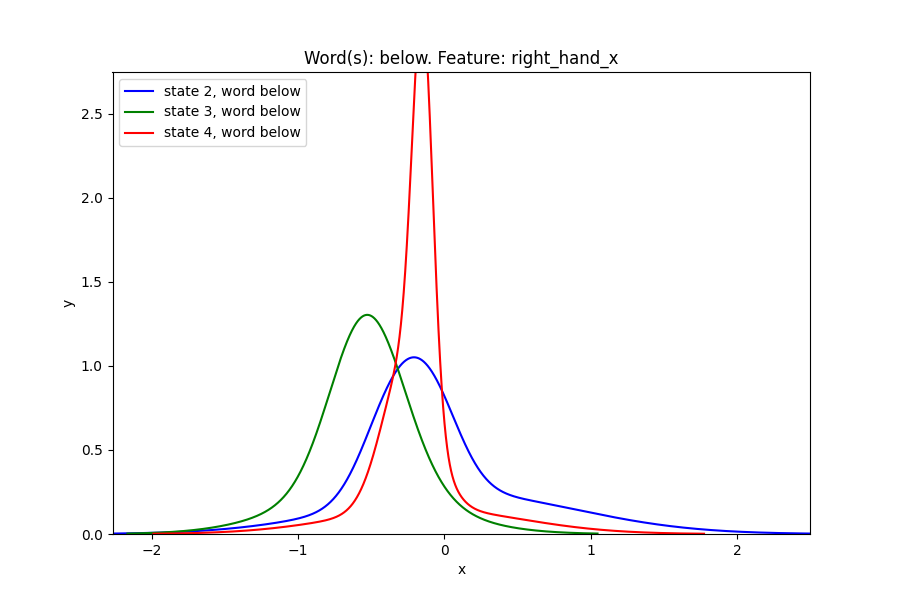 Word(s): below. Feature: right_hand_x
state 2, word below
state 3, word below
state 4, word below
y
2.5
2.0
1.5
1.0
0.5
0.0
−2
−1
0
1
2
x